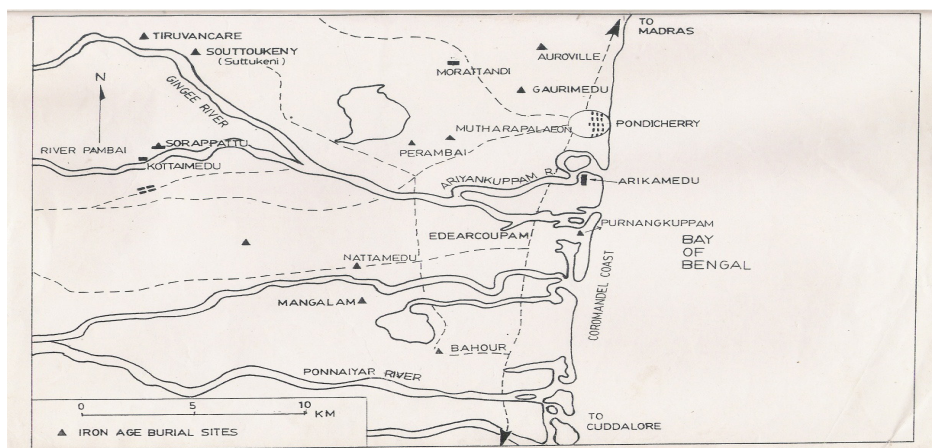 TO
MADRAS
TIRUVANCARE
SOUTTOUKENY
(Suttukeni)
AUROVILLE
MORATTANDI
GAURIMEDU
GINGEE RIVER
N
PONDICHERRY
MUTHARAPALAEON
PERAMBAI
RIVER PAMBAI
SORAPPATTU
KOTTAIMEDU
ARIYANKUPPAM R.
ARIKAMEDU
PURNANGKUPPAM
EDEARCOUPAM
BAY
OF
BENGAL
NATTAMEDU
COROMANDEL COAST
MANGALAM
BAHOUR
PONNAIYAR RIVER
0 5 10
KM
IRON AGE BURIAL SITES
TO
CUDDALORE